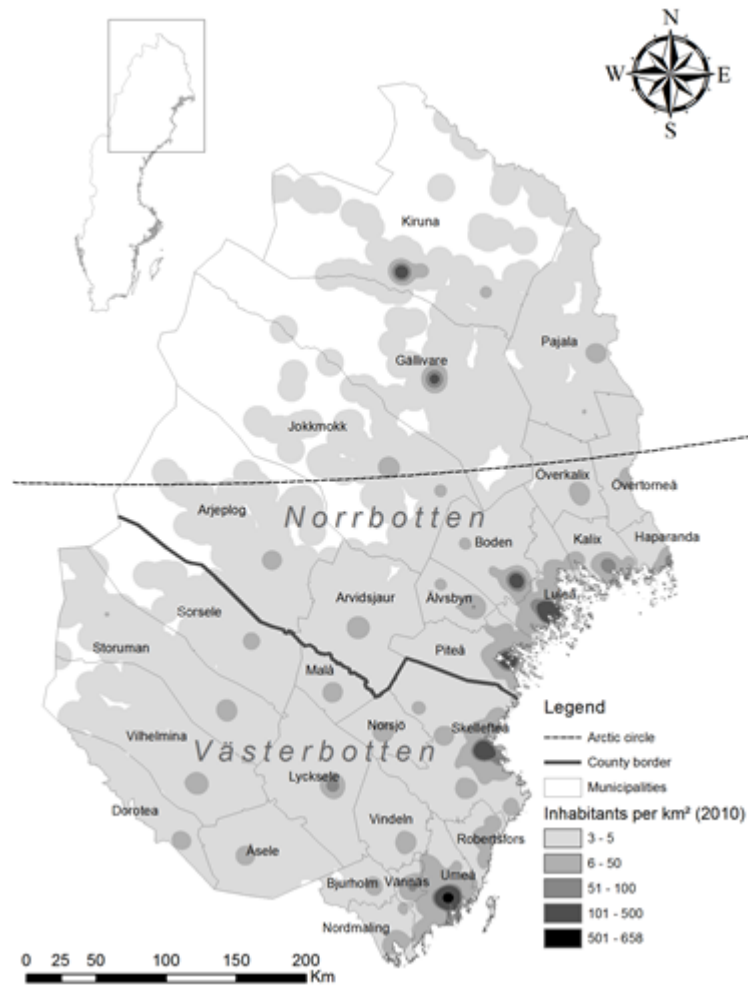 N
W E
S
Kiruna
Pajala
Gällivare
Jokkmokk
Överkalix
Övertorneå
Arjeplog
Norrbotten
Boden
Kalix
Haparanda
Sorsele
Arvidsjaur
Älvsbyn
Luleå
Storuman
Piteå
Malå
Norsjö
Skellefteå
Vilhelmina
Västerbotten
Lycksele
Dorotea
Vindeln
Robertsfors
Åsele
Bjurholm
Vännäs
Umeå
Nordmaling
Legend
Arctic circle
County border
Municipalities
Inhabitants per km² (2010)
3 - 5
6 - 50
51 - 100
101 - 500
501 - 658
0 25 50 100 150 200
Km